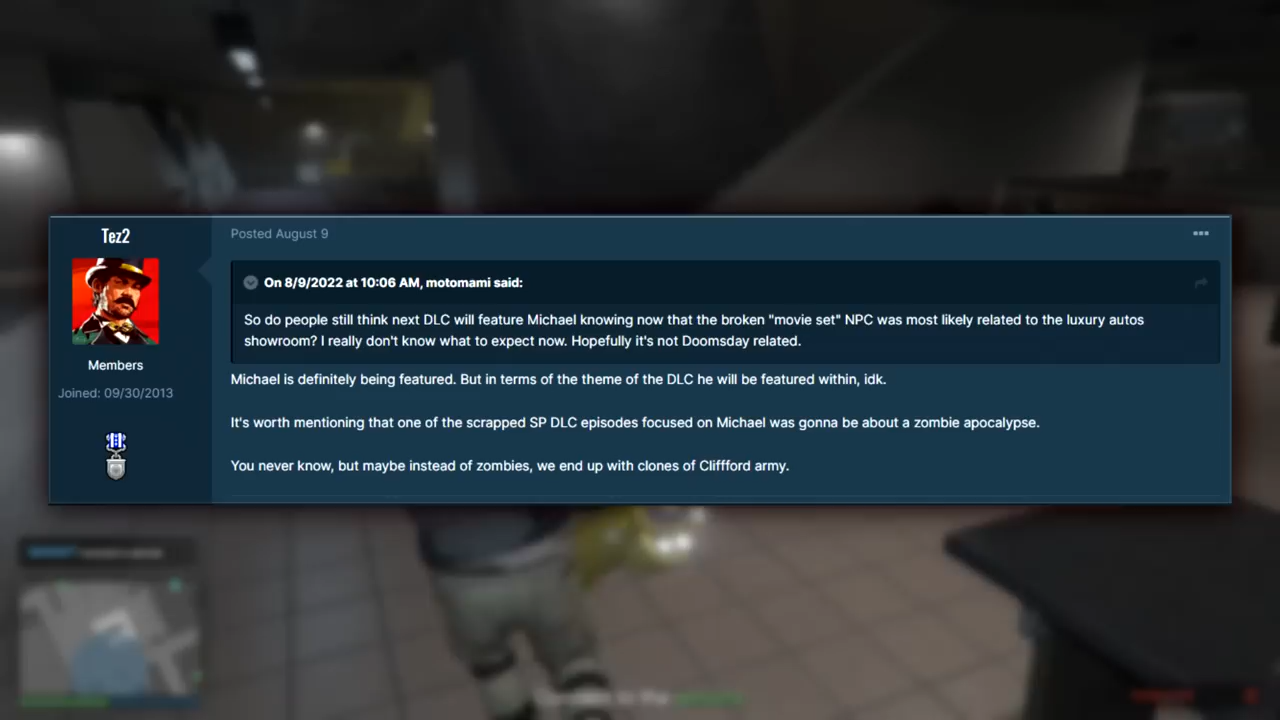 Tez2
Posted August 9
Members
Joined: 09/30/2013
On 8/9/2022 at 10:06 AM, motomami said:
So do people still think next DLC will feature Michael knowing now that the broken "movie set" NPC was most likely related to the luxury autos
showroom? I really don't know what to expect now. Hopefully it's not Doomsday related.
Michael is definitely being featured. But in terms of the theme of the DLC he will be featured within, idk.
It's worth mentioning that one of the scrapped SP DLC episodes focused on Michael was gonna be about a zombie apocalypse.
You never know, but maybe instead of zombies, we end up with clones of Cliffford army.